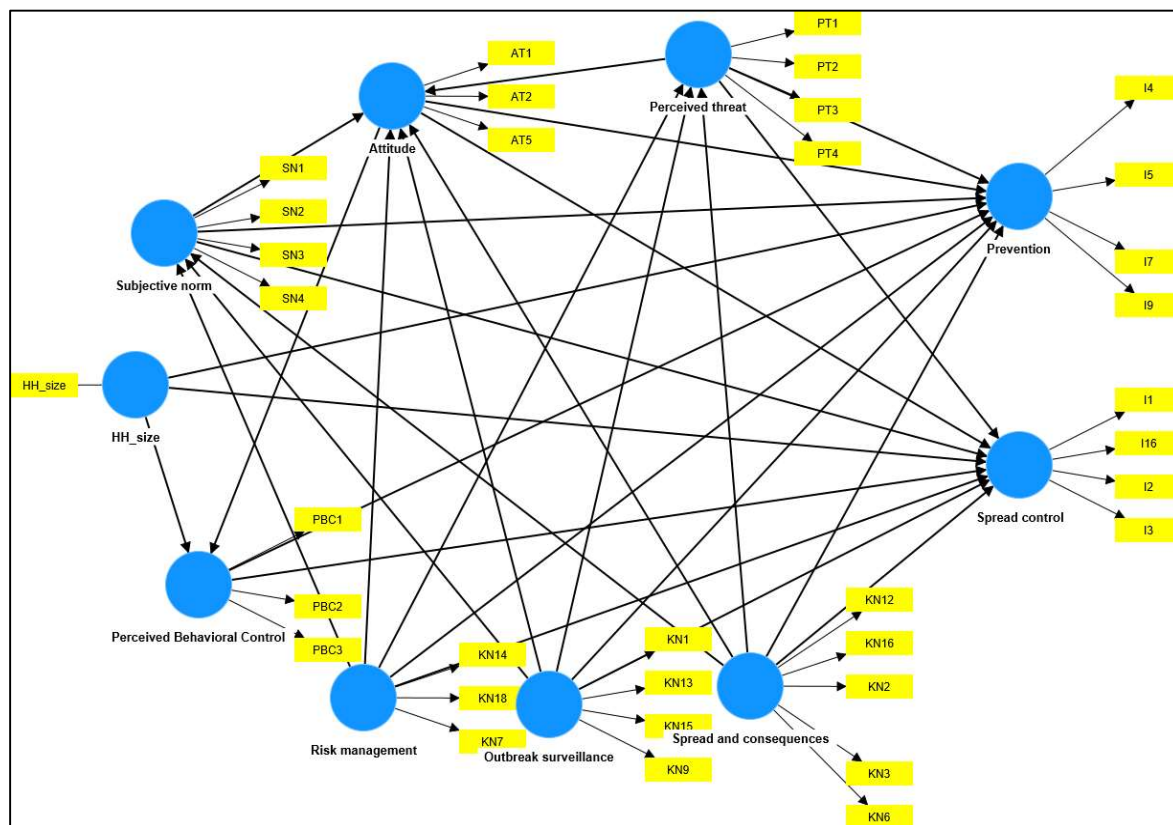 PT1
AT1
PT2
I4
AT2
Perceived threat
PT3
AT5
Attitude
PT4
SN1
I5
SN2
SN3
Prevention
I7
Subjective norm
SN4
I9
HH_size
I1
HH_size
I16
I2
Spread control
PBC1
I3
KN12
PBC2
Perceived Behavioral Control
KN1
KN16
PBC3
KN14
KN13
KN2
KN18
KN15
Spread and consequences
KN7
Risk management
Outbreak surveillance
KN9
KN3
KN6